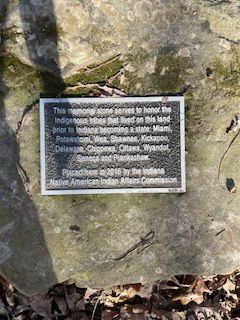 This memorial stone serves to honor the
Indigenous tribes that lived on this land
prior to Indiana becoming a state: Miami,
Potawatomi, Wea, Shawnee, Kickapoo,
Delaware, Chippewa, Ottawa, Wyandot,
Seneca and Piankashaw.
Placed here in 2016 by the Indiana
Native American Indian Affairs Commission